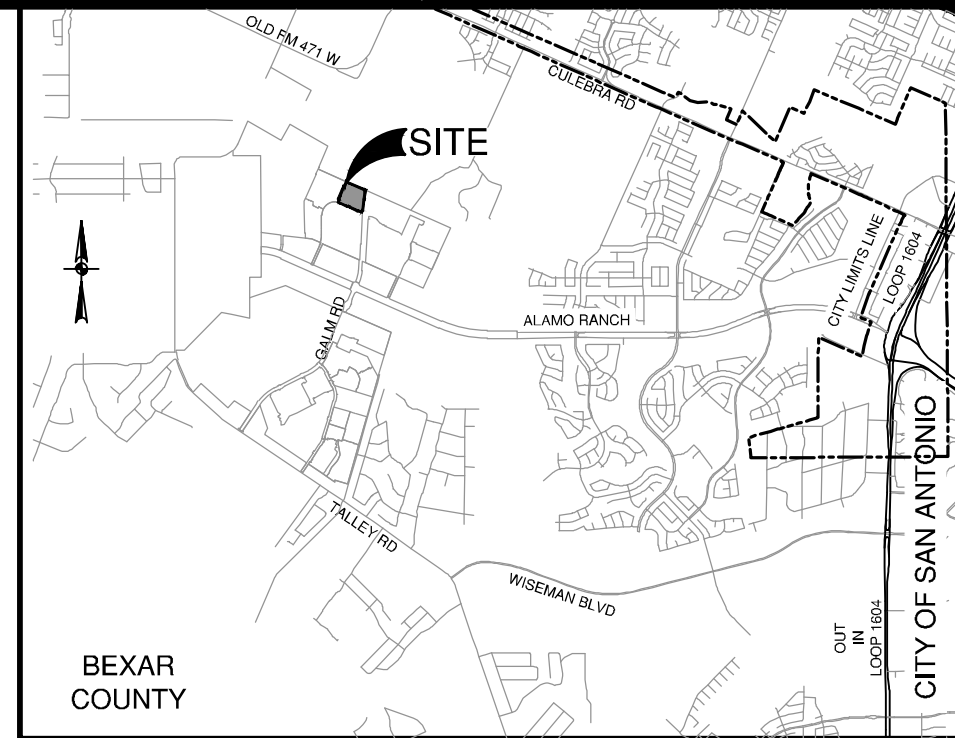 OLD FM 471 W
CULEBRA RD
SITE
CITY LIMITS LINE
LOOP 1604
GALM RD
ALAMO RANCH
CITY OF SAN ANTONIO
TALLEY RD
WISEMAN BLVD
OUT
IN
LOOP 1604
BEXAR
COUNTY